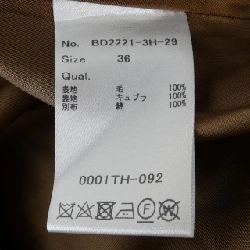 No. BD2221-3H-29
Size 36
Qual.
表地 毛 100%
裏地 キュプラ 100%
別布 綿 100%
0001TH-092